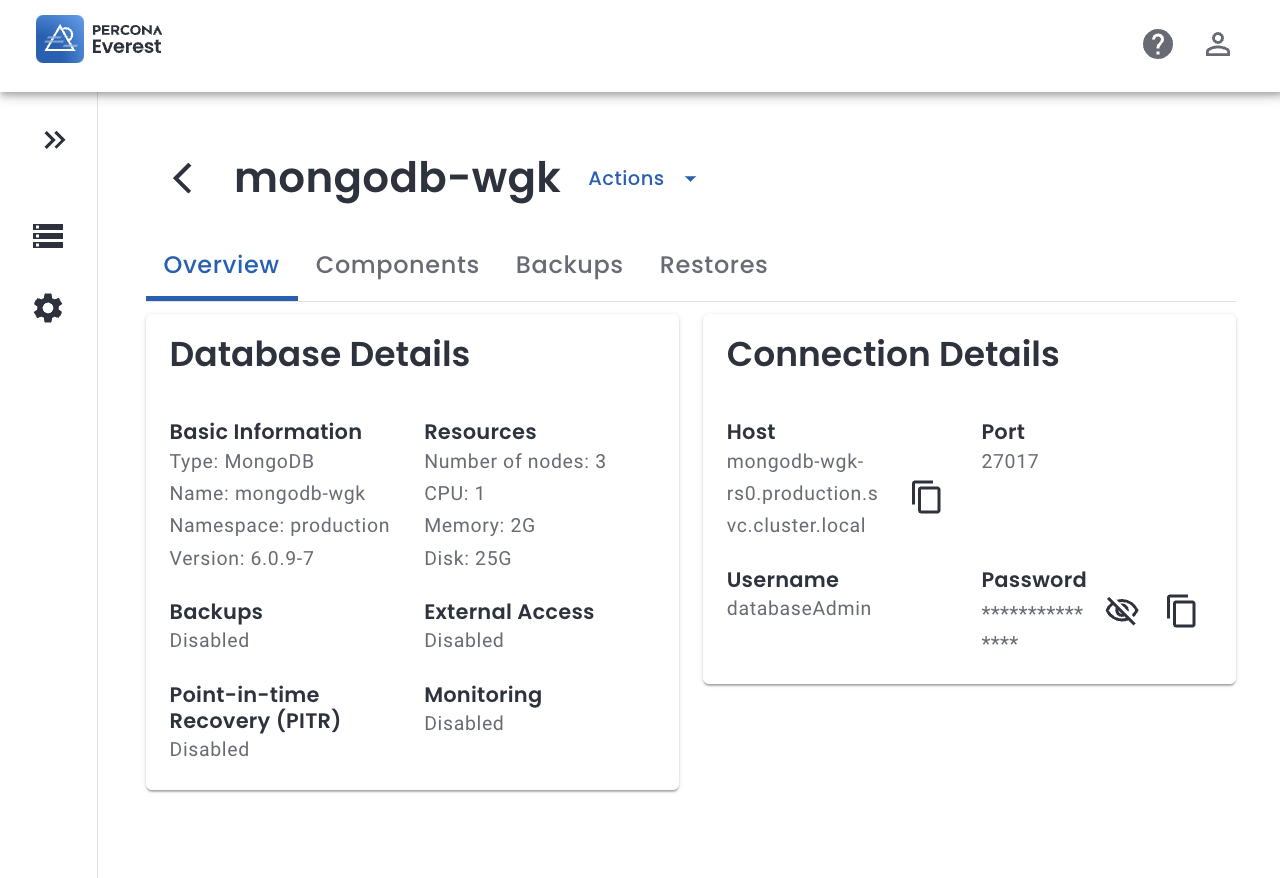 PERCONA
Everest
mongodb-wgk
Actions
Overview
Components
Backups
Restores
Database Details
Basic Information
Type: MongoDB
Name: mongodb-wgk
Namespace: production
Version: 6.0.9-7
Resources
Number of nodes: 3
CPU: 1
Memory: 2G
Disk: 25G
Backups
Disabled
External Access
Disabled
Point-in-time
Recovery (PITR)
Disabled
Monitoring
Disabled
Connection Details
Host
mongodb-wgk-
rs0.production.s
vc.cluster.local
Port
27017
Username
databaseAdmin
Password
***********
****